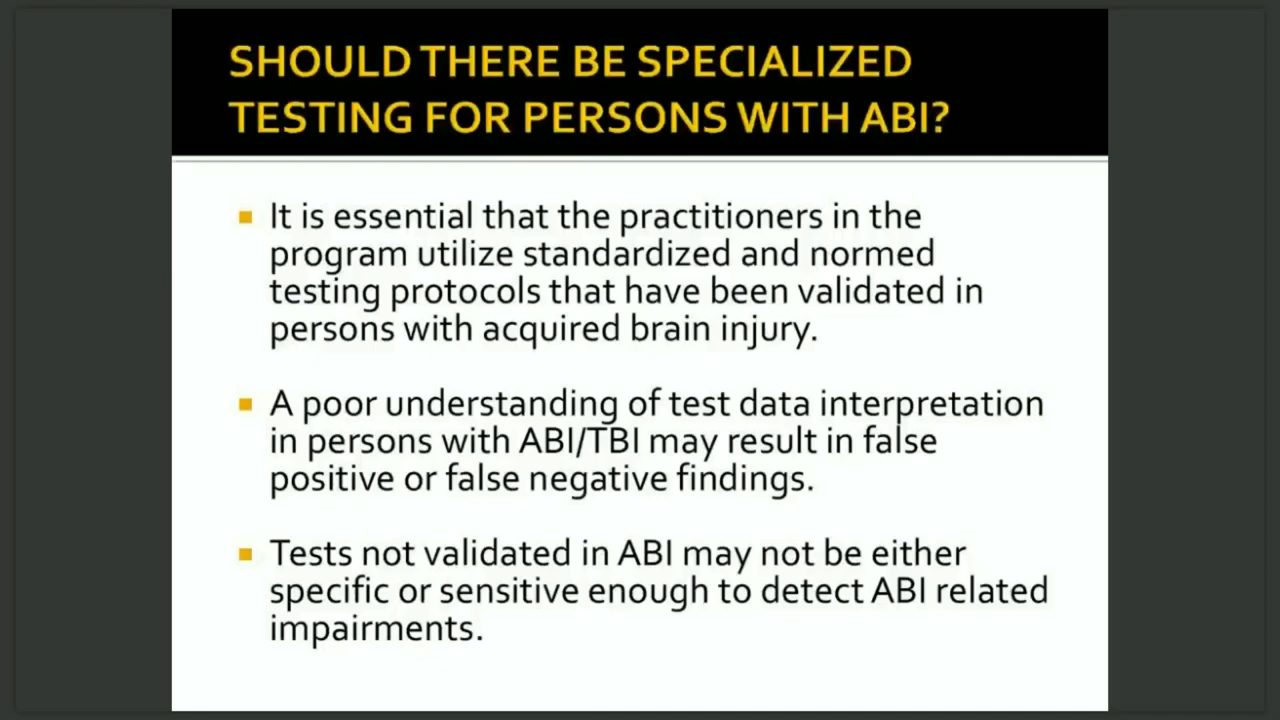 SHOULD THERE BE SPECIALIZED
TESTING FOR PERSONS WITH ABI?
It is essential that the practitioners in the
program utilize standardized and normed
testing protocols that have been validated in
persons with acquired brain injury.
A poor understanding of test data interpretation
in persons with ABI/TBI may result in false
positive or false negative findings.
Tests not validated in ABI may not be either
specific or sensitive enough to detect ABI related
impairments.